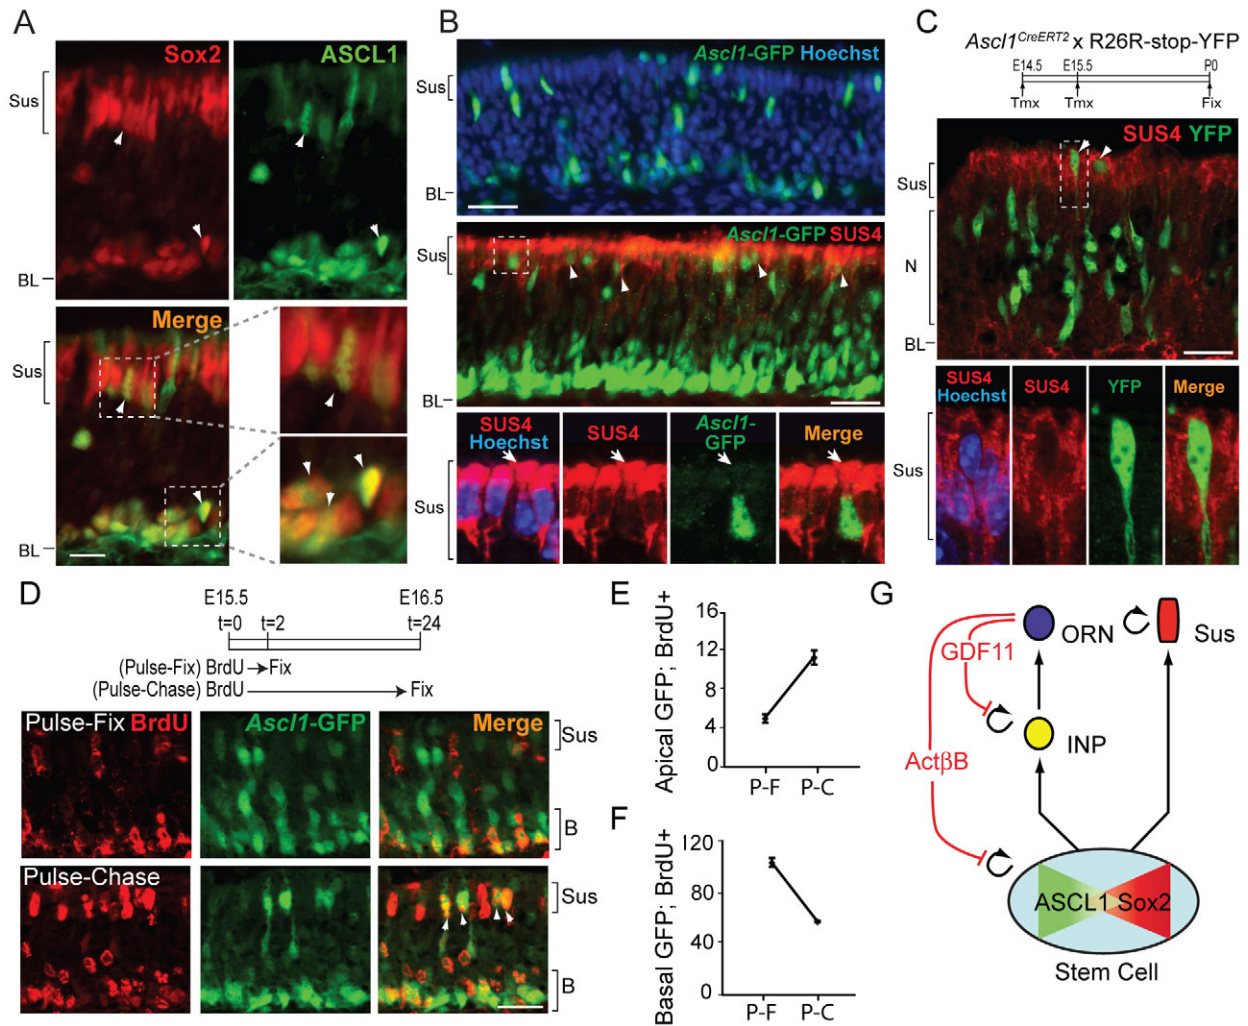 A
Sox2
ASCL1
Sus
BL
Merge
Sus
BL
B
Ascl1-GFP Hoechst
Sus
BL
Ascl1-GFP SUS4
Sus
BL
SUS4
Hoechst
SUS4
Ascl1-
GFP
Merge
Sus
C
Ascl1CreERT2 x R26R-stop-YFP
E14.5 E15.5 P0
Tmx Tmx Fix
SUS4 YFP
Sus
N
BL
SUS4
Hoechst
SUS4
YFP
Merge
Sus
D
E15.5 E16.5
t=0 t=2 t=24
(Pulse-Fix) BrdU Fix
(Pulse-Chase) BrdU Fix
Pulse-Fix BrdU
Ascl1-GFP
Merge
Sus
B
Pulse-Chase
Sus
B
E
Apical GFP; BrdU+
16
12
8
4
0
P-F P-C
F
Basal GFP; BrdU+
120
80
40
0
P-F P-C
G
ORN
Sus
GDF11
INP
ActβB
ASCL1 Sox2
Stem Cell